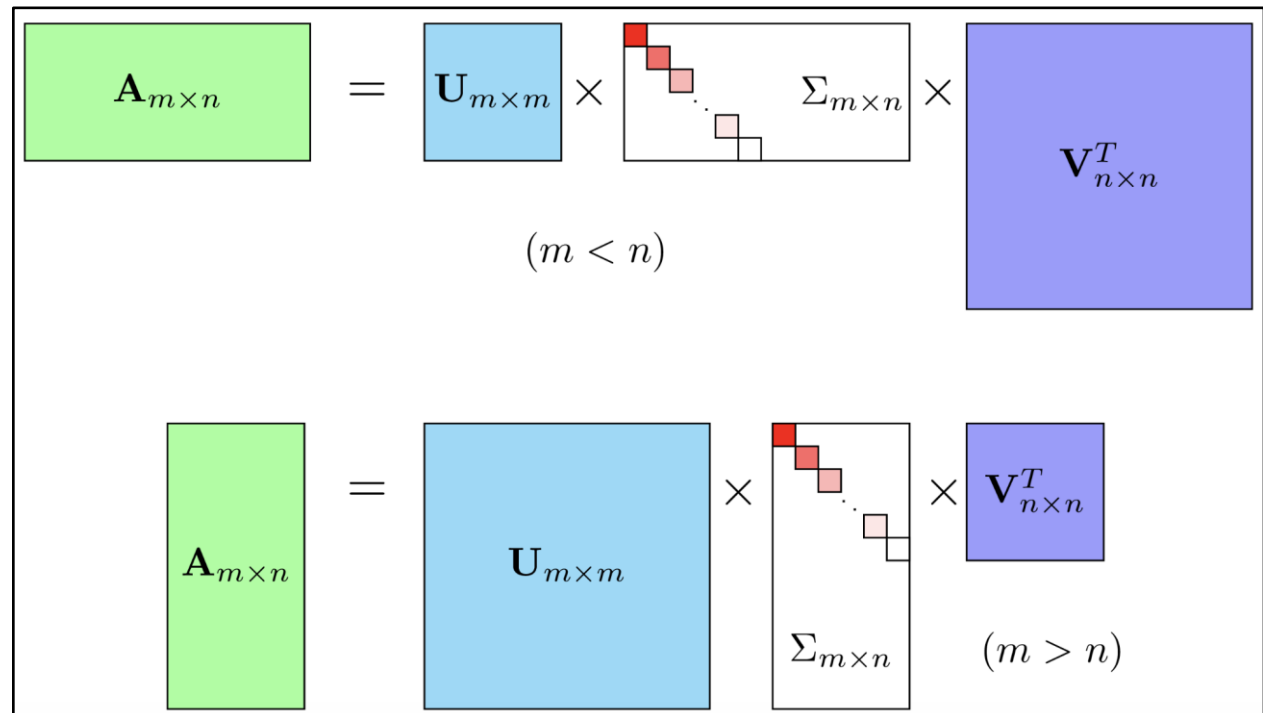 𝐀_{m×n} = 𝐔_{m×m} × Σ_{m×n} × 𝐕^T_{n×n}
(m < n)
𝐀_{m×n} = 𝐔_{m×m} × Σ_{m×n} × 𝐕^T_{n×n}
(m > n)